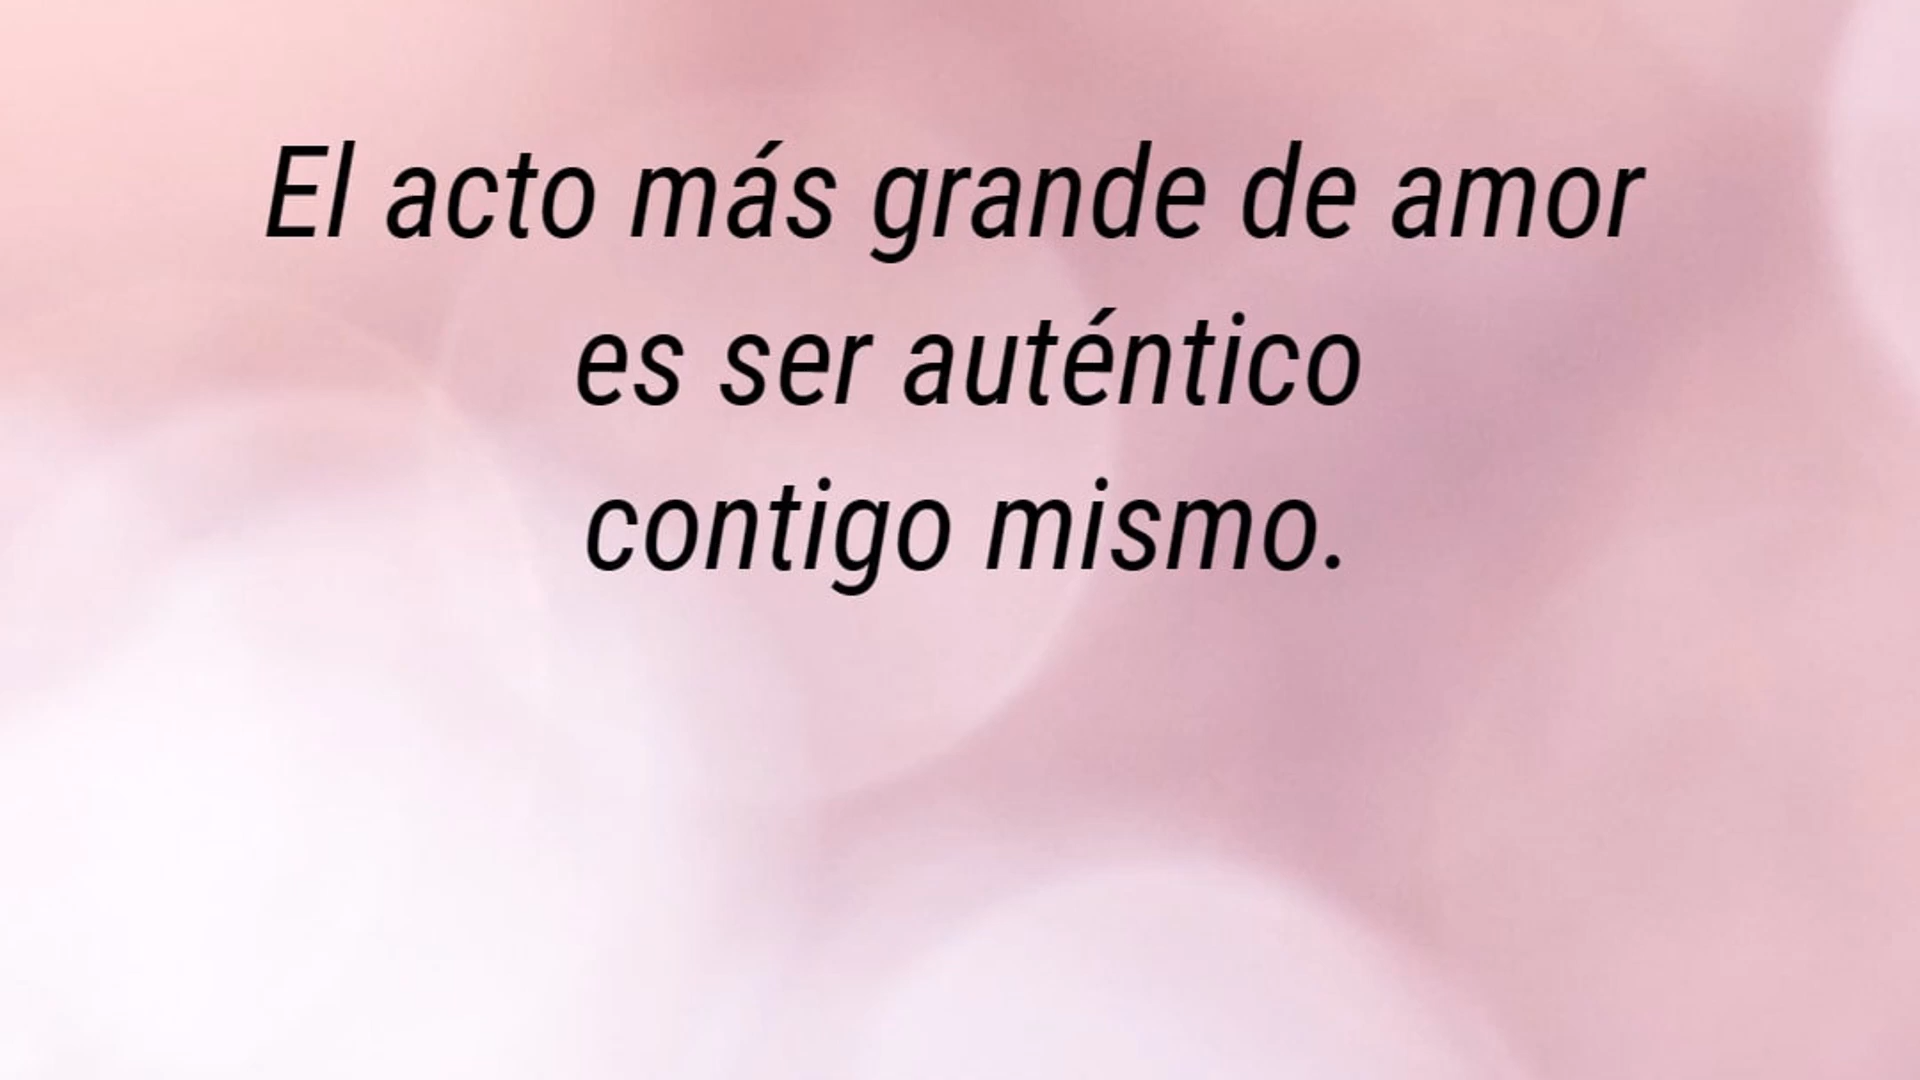 El acto más grande de amor
es ser auténtico
contigo mismo.